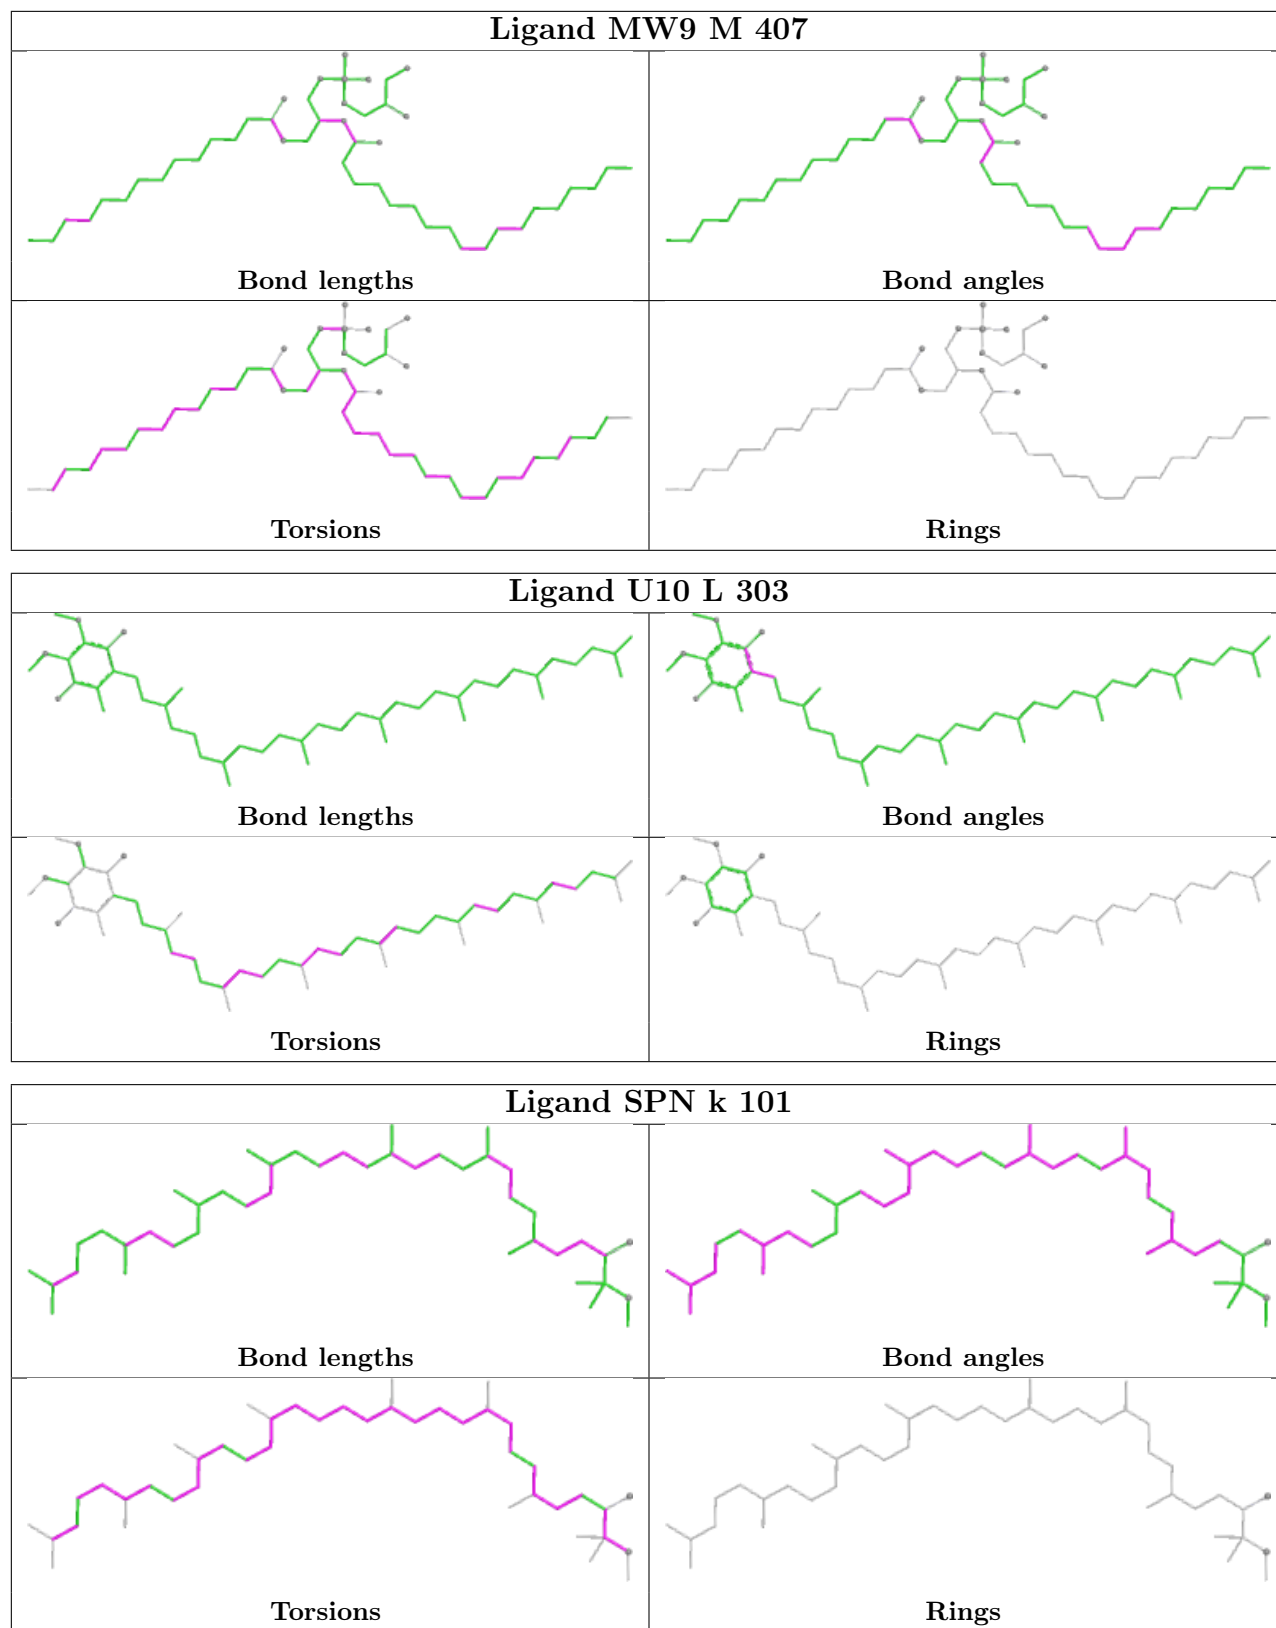 Ligand MW9 M 407
Bond lengths
Bond angles
Torsions
Rings
Ligand U10 L 303
Bond lengths
Bond angles
Torsions
Rings
Ligand SPN k 101
Bond lengths
Bond angles
Torsions
Rings